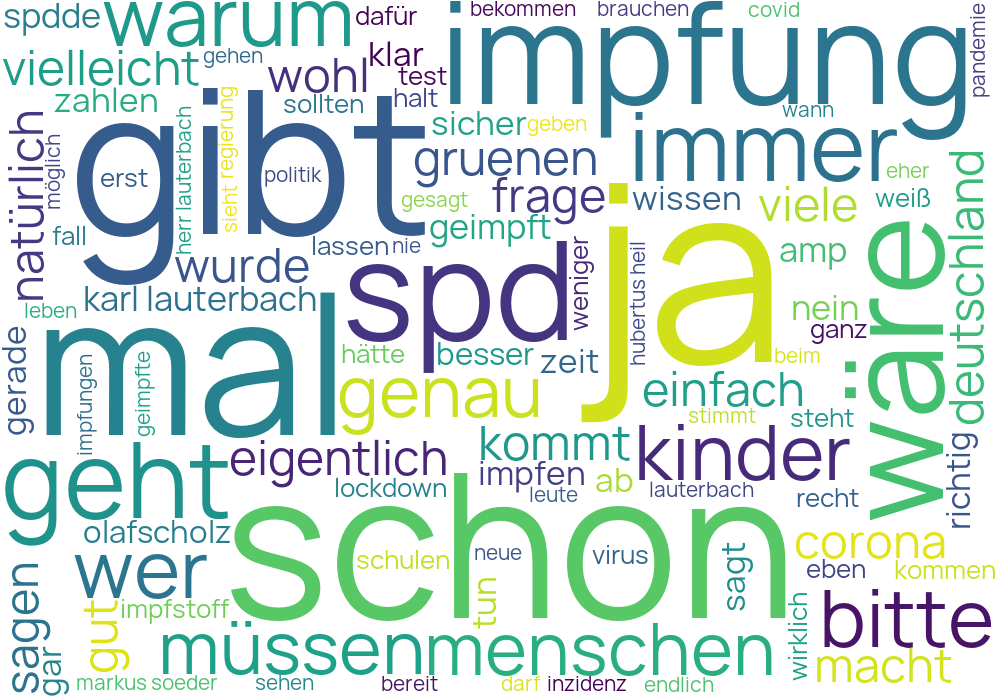 spdde
warum
dafür
bekommen
brauchen
covid
pandemie
vielleicht
gehen
wohl
klar
test
impfung
zahlen
sollten
halt
wann
natürlich
möglich
gibt
herr lauterbach
sieht
regierung
sicher
geben
immer
erst
politik
gruenen
eher
deutschland
gesagt
frage
wissen
viele
weiß
fall
lassen
nie
geimpft
amp
wurde
spd
weniger
ja
hubertus heil
wäre
leben
karl lauterbach
nein
ganz
gerade
mal
impfungen
geimpfte
hätte
besser
zeit
beim
genau
einfach
stimmt
steht
geht
eigentlich
kommt
kinder
richtig
lockdown
impfen
leute
ab
lauterbach
recht
olafscholz
schon
wer
schulen
neue
virus
sagt
corona
eben
kommen
sagen
gar
gut
impfstoff
tun
wirklich
bitte
müssen
menschen
macht
markus soeder
sehen
bereit
darf
inzidenz
endlich